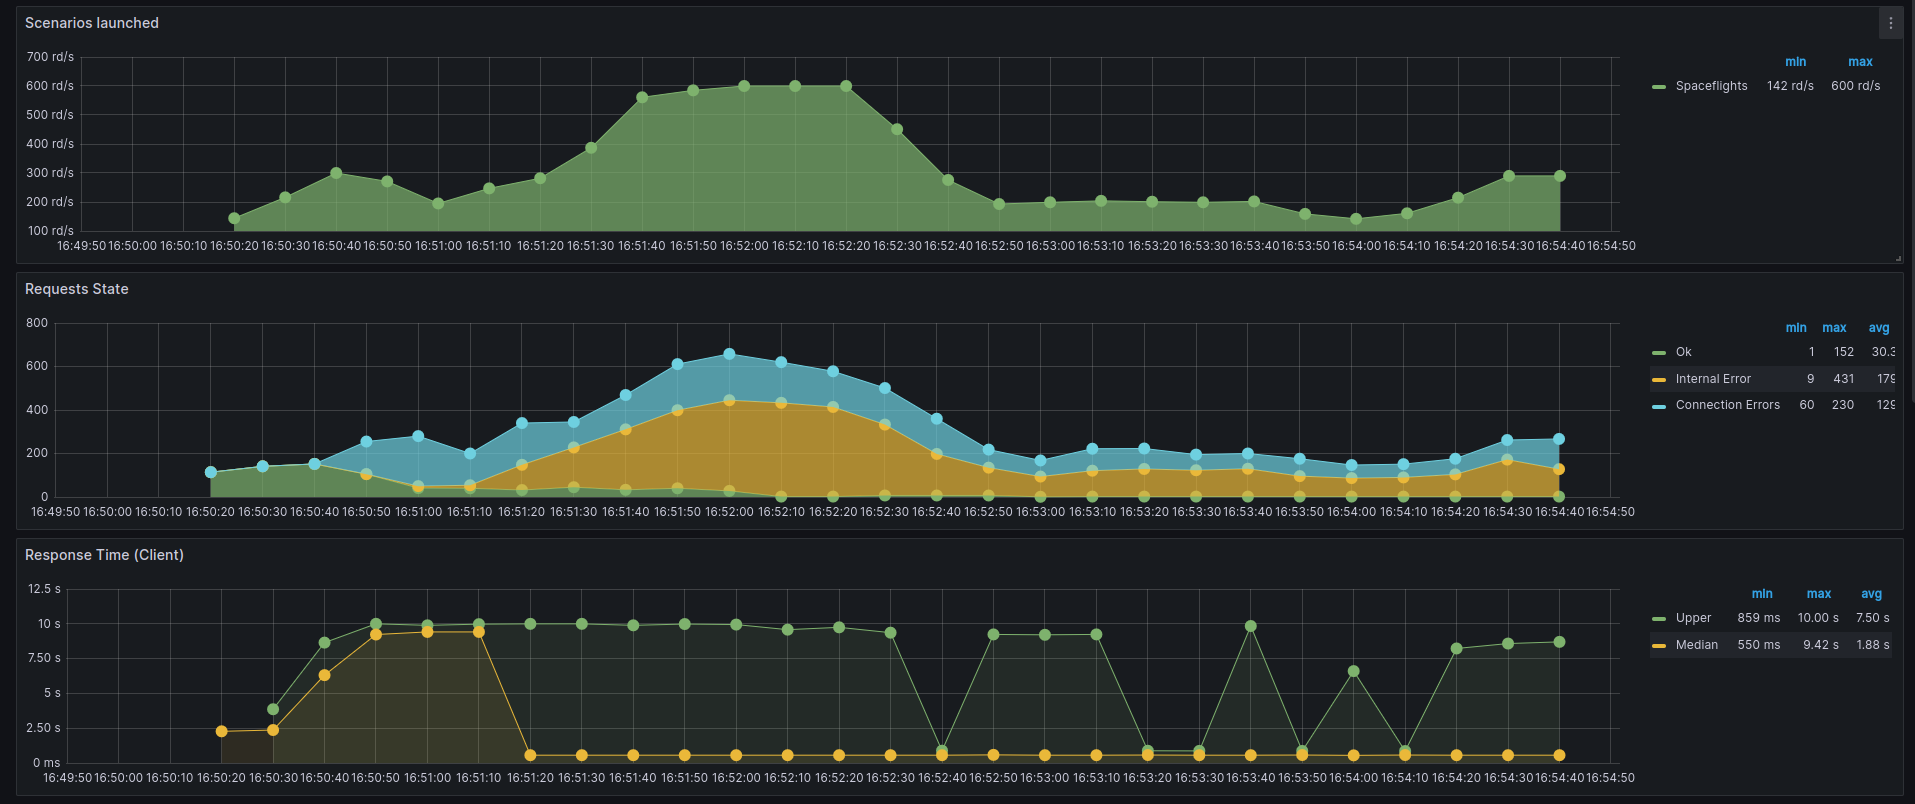 Scenarios launched
min max
Spaceflights 142 rd/s 600 rd/s
700 rd/s
600 rd/s
500 rd/s
400 rd/s
300 rd/s
200 rd/s
100 rd/s
16:49:50 16:50:00 16:50:10 16:50:20 16:50:30 16:50:40 16:50:50 16:51:00 16:51:10 16:51:20 16:51:30 16:51:40 16:51:50 16:52:00 16:52:10 16:52:20 16:52:30 16:52:40 16:52:50 16:53:00 16:53:10 16:53:20 16:53:30 16:53:40 16:53:50 16:54:00 16:54:10 16:54:20 16:54:30 16:54:40 16:54:50
Requests State
min max avg
Ok 1 152 30.3
Internal Error 9 431 179
Connection Errors 60 230 129
800
600
400
200
0
16:49:50 16:50:00 16:50:10 16:50:20 16:50:30 16:50:40 16:50:50 16:51:00 16:51:10 16:51:20 16:51:30 16:51:40 16:51:50 16:52:00 16:52:10 16:52:20 16:52:30 16:52:40 16:52:50 16:53:00 16:53:10 16:53:20 16:53:30 16:53:40 16:53:50 16:54:00 16:54:10 16:54:20 16:54:30 16:54:40 16:54:50
Response Time (Client)
min max avg
Upper 859 ms 10.00 s 7.50 s
Median 550 ms 9.42 s 1.88 s
12.5 s
10 s
7.50 s
5 s
2.50 s
0 ms
16:49:50 16:50:00 16:50:10 16:50:20 16:50:30 16:50:40 16:50:50 16:51:00 16:51:10 16:51:20 16:51:30 16:51:40 16:51:50 16:52:00 16:52:10 16:52:20 16:52:30 16:52:40 16:52:50 16:53:00 16:53:10 16:53:20 16:53:30 16:53:40 16:53:50 16:54:00 16:54:10 16:54:20 16:54:30 16:54:40 16:54:50